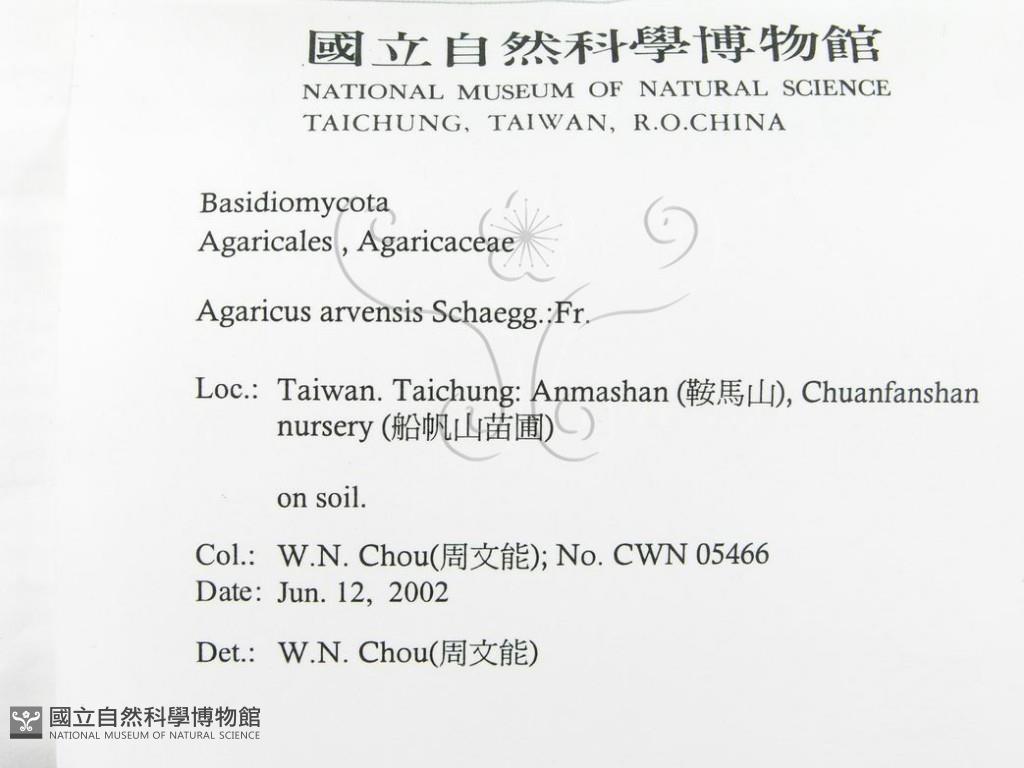 國立自然科學博物館
NATIONAL MUSEUM OF NATURAL SCIENCE
TAICHUNG, TAIWAN, R.O.CHINA
Basidiomycota
Agaricales , Agaricaceae
Agaricus arvensis Schaegg.:Fr.
Loc.: Taiwan. Taichung: Anmashan (鞍馬山), Chuanfanshan
nursery (船帆山苗圃)
on soil.
Col.: W.N. Chou(周文能); No. CWN 05466
Date: Jun. 12, 2002
Det.: W.N. Chou(周文能)
國立自然科學博物館
NATIONAL MUSEUM OF NATURAL SCIENCE